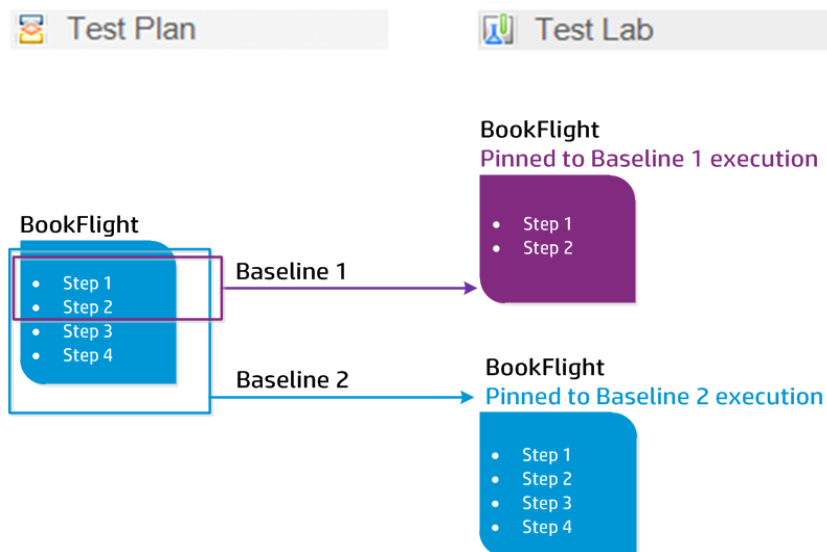 Test Plan
Test Lab
BookFlight
Pinned to Baseline 1 execution
• Step 1
• Step 2
BookFlight
• Step 1
• Step 2
• Step 3
• Step 4
Baseline 1
Baseline 2
BookFlight
Pinned to Baseline 2 execution
• Step 1
• Step 2
• Step 3
• Step 4